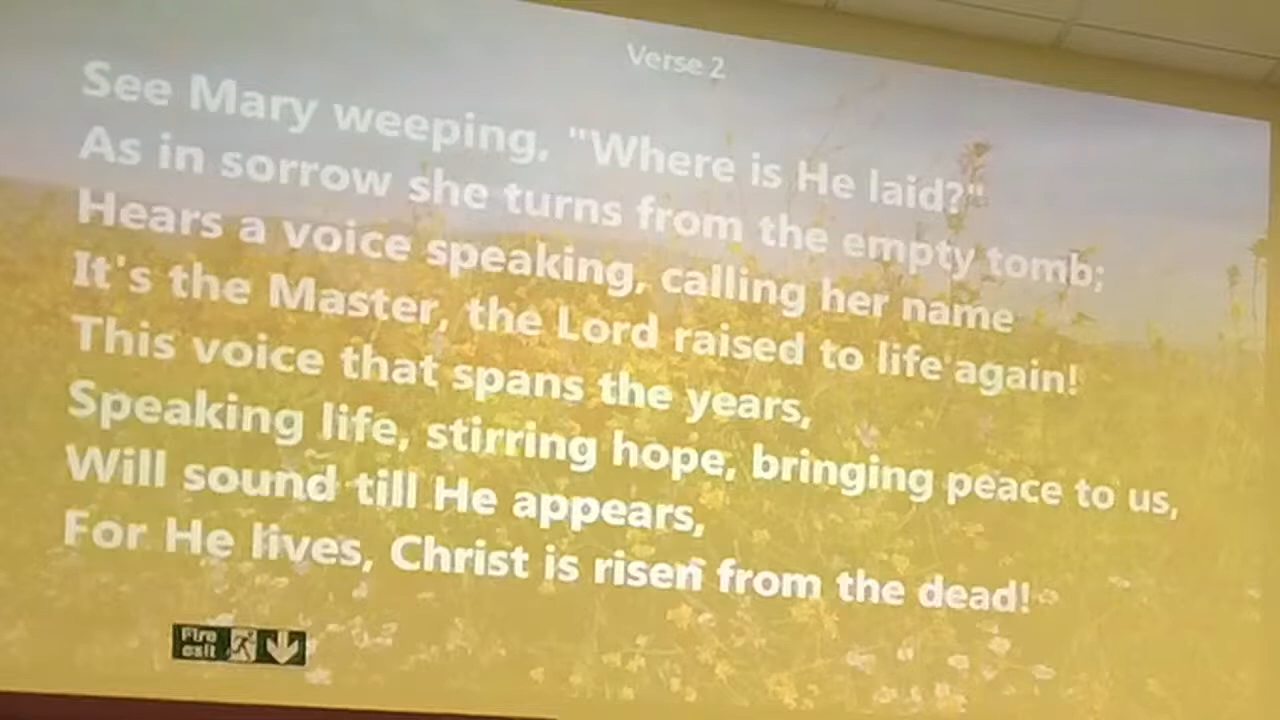 Verse 2
See Mary weeping, "Where is He laid?"
As in sorrow she turns from the empty tomb;
Hears a voice speaking, calling her name
It's the Master, the Lord raised to life again!
This voice that spans the years,
Speaking life, stirring hope, bringing peace to us,
Will sound till He appears,
For He lives, Christ is risen from the dead!
Fire
exit